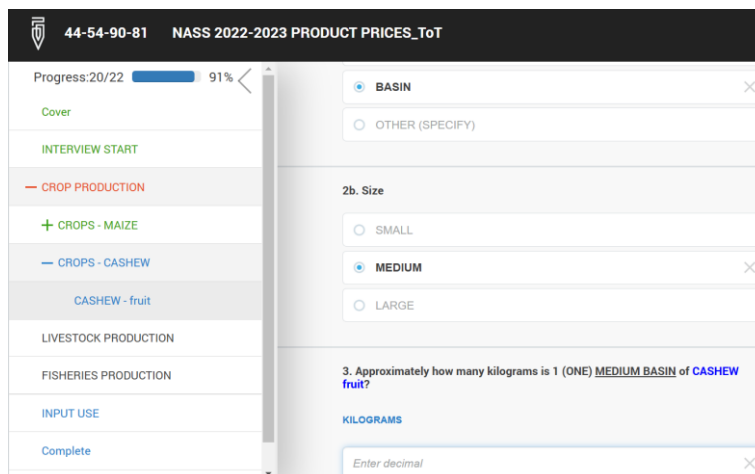 44-54-90-81 NASS 2022-2023 PRODUCT PRICES_ToT
Progress:20/22 91%
Cover
INTERVIEW START
CROP PRODUCTION
CROPS - MAIZE
CROPS - CASHEW
CASHEW - fruit
LIVESTOCK PRODUCTION
FISHERIES PRODUCTION
INPUT USE
Complete
BASIN
OTHER (SPECIFY)
2b. Size
SMALL
MEDIUM
LARGE
3. Approximately how many kilograms is 1 (ONE) MEDIUM BASIN of CASHEW
fruit?
KILOGRAMS
Enter decimal